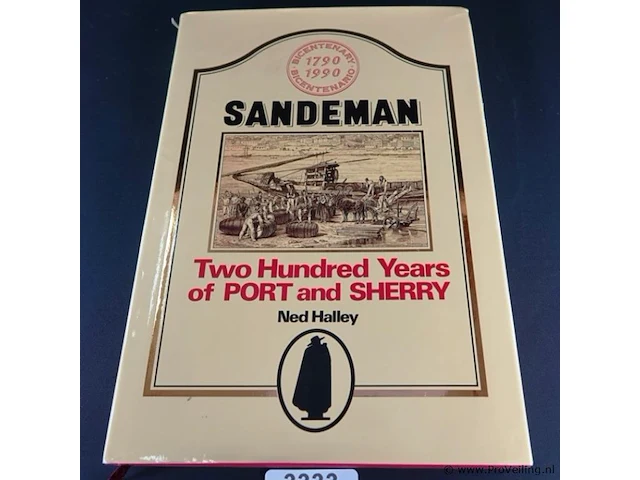 BICENTENARY
1790
1990
BICENTENARIO
SANDEMAN
Two Hundred Years
of PORT and SHERRY
Ned Halley
© www.ProVeiling.nl